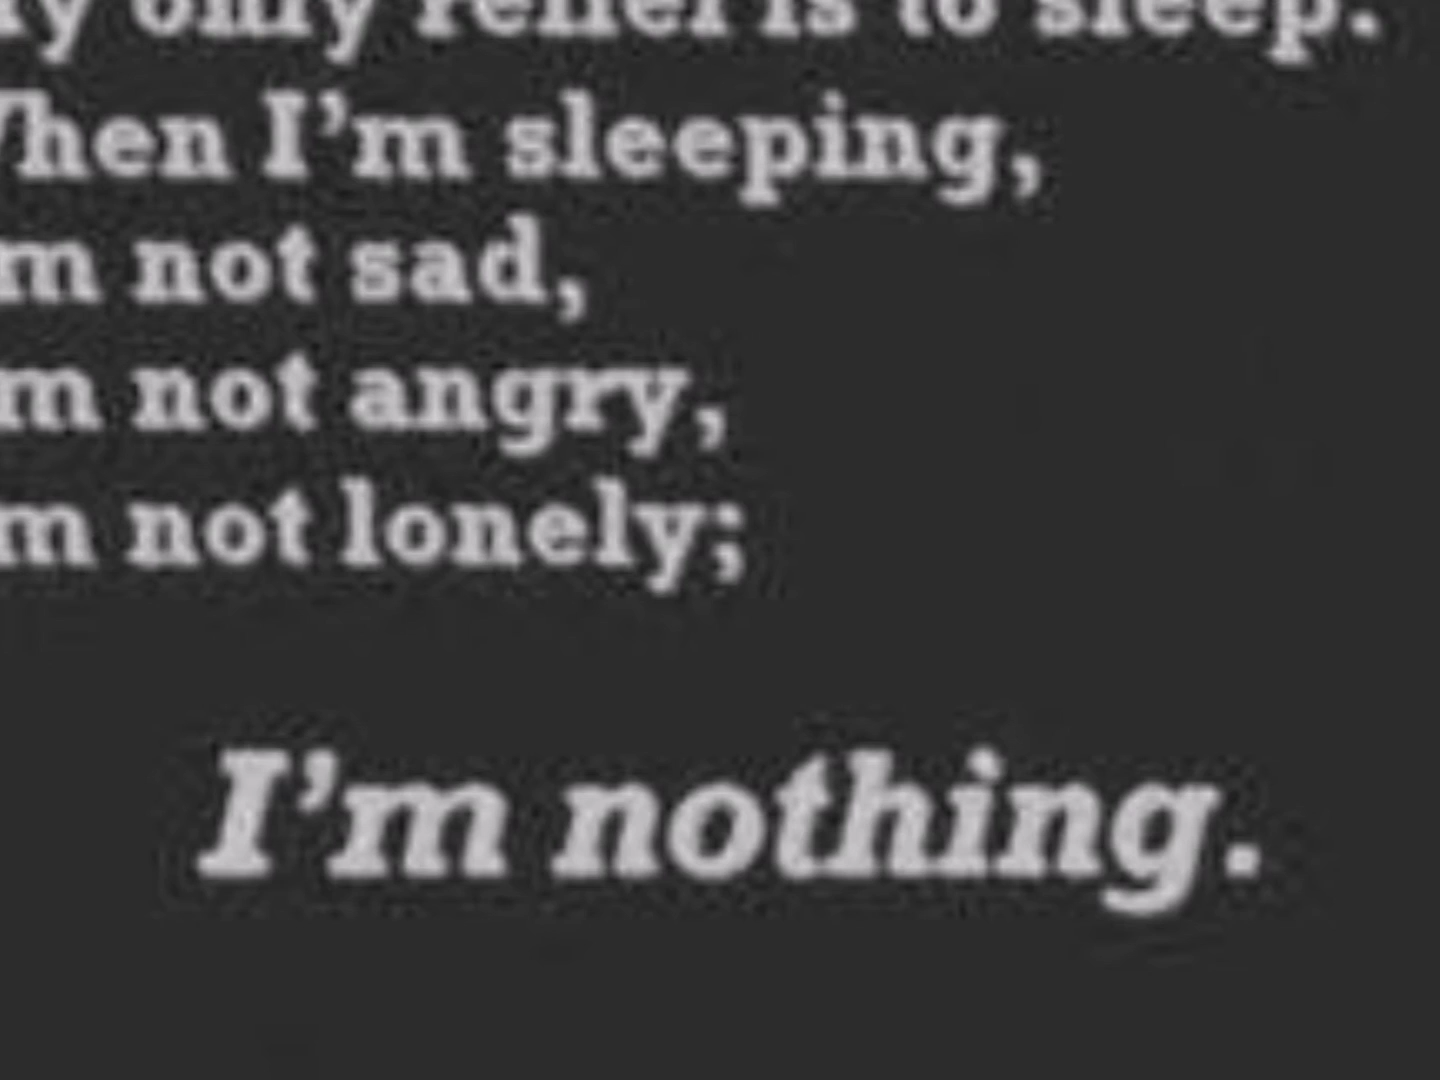 y only relief is to sleep.
hen I'm sleeping,
m not sad,
m not angry,
m not lonely;
I'm nothing.